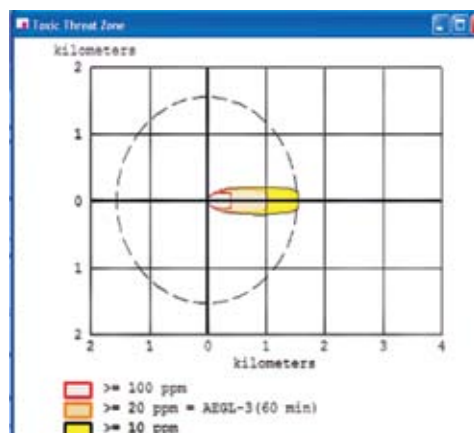 Toxic Threat Zone
kilometers
2
1
0
1
2
2 1 0 1 2 3 4
kilometers
>= 100 ppm
>= 20 ppm = AEGL-3(60 min)
>= 10 ppm